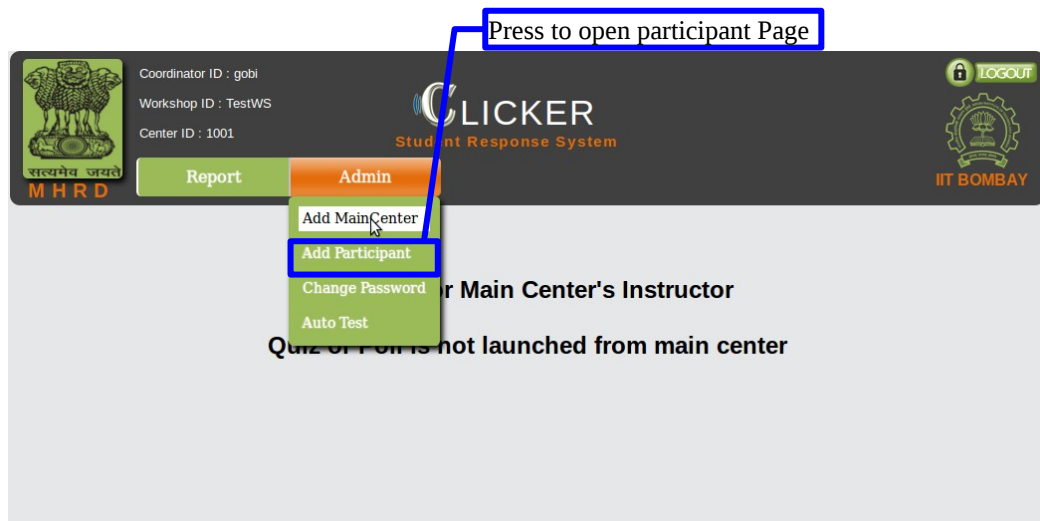 Press to open participant Page
Coordinator ID : gobi
Workshop ID : TestWS
Center ID : 1001
CLICKER
Student Response System
LOGOUT
सत्यमेव जयते
MHRD
IIT BOMBAY
Report
Admin
Add MainCenter
Add Participant
Change Password
Auto Test
Main Center's Instructor
not launched from main center